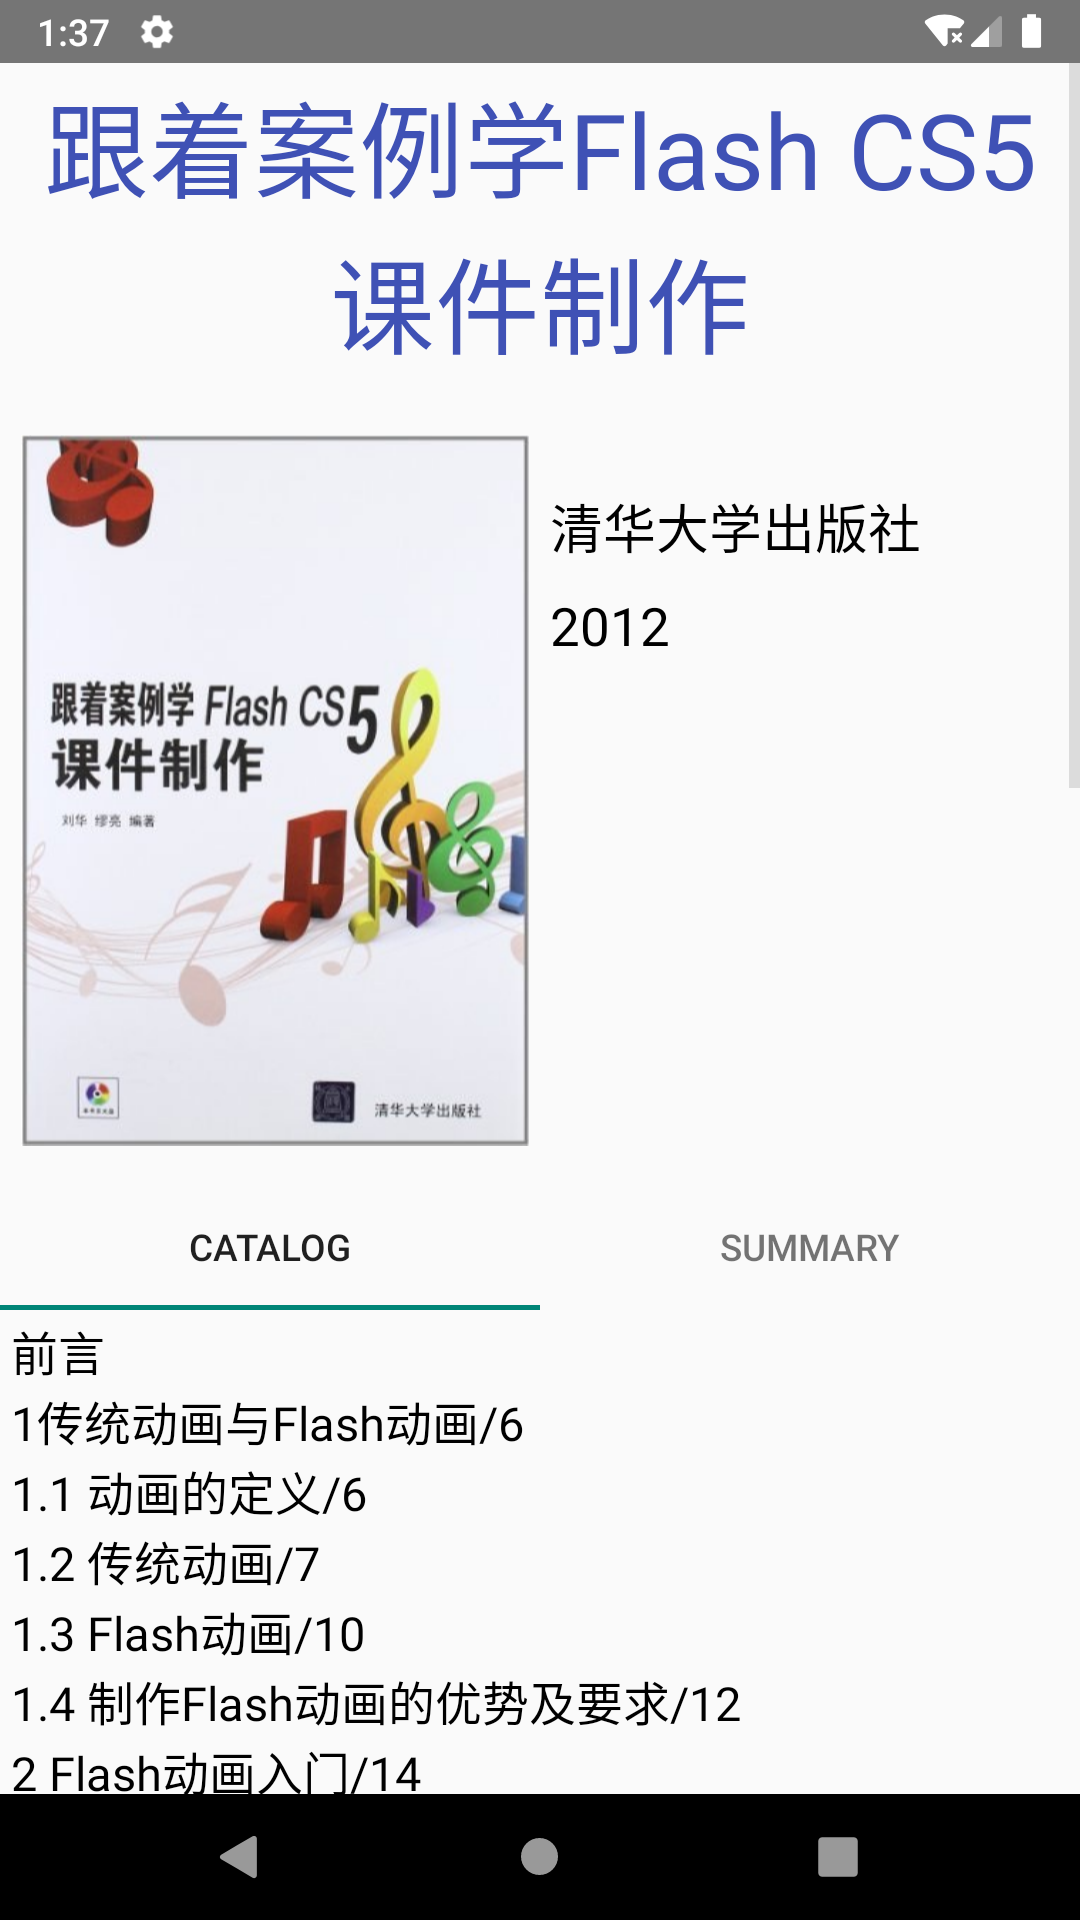 1:37
跟着案例学Flash CS5
课件制作
跟着案例学 Flash CS5
课件制作
刘华 缪亮 编著
清华大学出版社
清华大学出版社
2012
CATALOG
SUMMARY
前言
1传统动画与Flash动画/6
1.1 动画的定义/6
1.2 传统动画/7
1.3 Flash动画/10
1.4 制作Flash动画的优势及要求/12
2 Flash动画入门/14